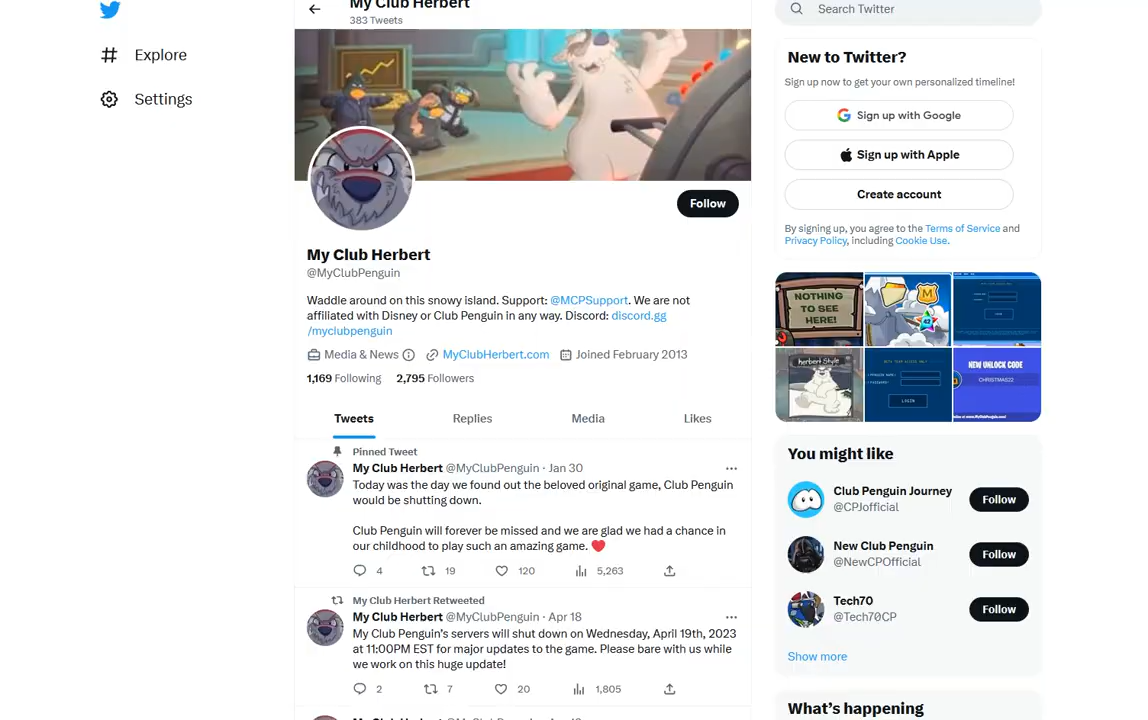 My Club Herbert
383 Tweets
Search Twitter
Explore
Settings
New to Twitter?
Sign up now to get your own personalized timeline!
Sign up with Google
Sign up with Apple
Create account
By signing up, you agree to the Terms of Service and
Privacy Policy, including Cookie Use.
Follow
My Club Herbert
@MyClubPenguin
Waddle around on this snowy island. Support: @MCPSupport. We are not
affiliated with Disney or Club Penguin in any way. Discord: discord.gg
/myclubpenguin
Media & News MyClubHerbert.com Joined February 2013
1,169 Following 2,795 Followers
Tweets Replies Media Likes
Pinned Tweet
My Club Herbert @MyClubPenguin · Jan 30
Today was the day we found out the beloved original game, Club Penguin
would be shutting down.
Club Penguin will forever be missed and we are glad we had a chance in
our childhood to play such an amazing game. ❤️
4 19 120 5,263
My Club Herbert Retweeted
My Club Herbert @MyClubPenguin · Apr 18
My Club Penguin's servers will shut down on Wednesday, April 19th, 2023
at 11:00PM EST for major updates to the game. Please bare with us while
we work on this huge update!
2 7 20 1,805
NOTHING
TO SEE
HERE!
M
herbert Style
LOGIN
NEW UNLOCK CODE
CHRISTMAS22
You might like
Club Penguin Journey
@CPJofficial
Follow
New Club Penguin
@NewCPOfficial
Follow
Tech70
@Tech70CP
Follow
Show more
What's happening